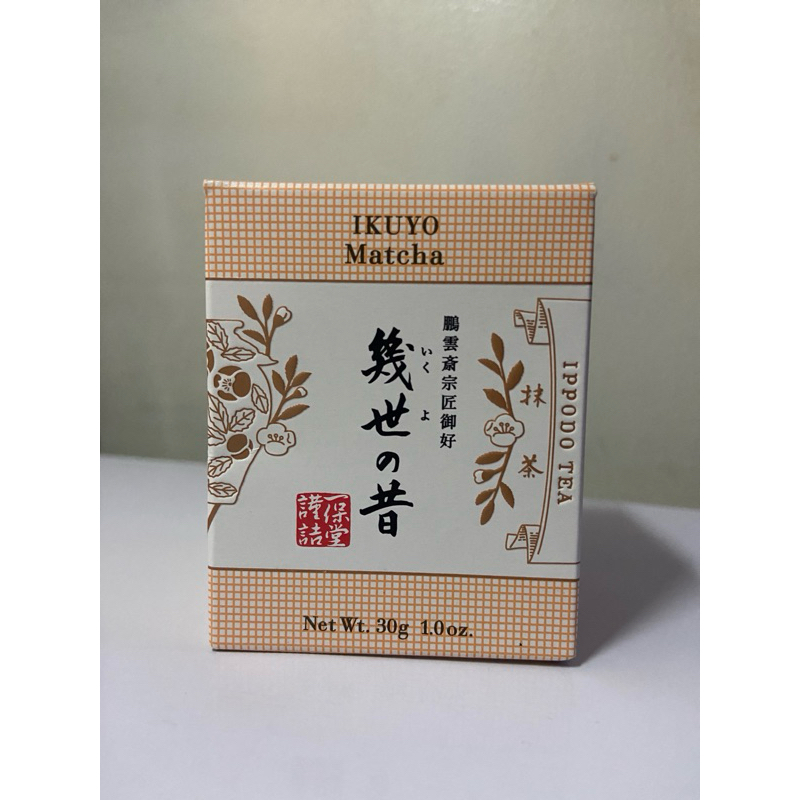 IKUYO
Matcha
鵬雲斎宗匠御好
幾世の昔
いくよ
一保堂
謹詰
抹茶
IPPODO TEA
Net Wt. 30g 1.0oz.